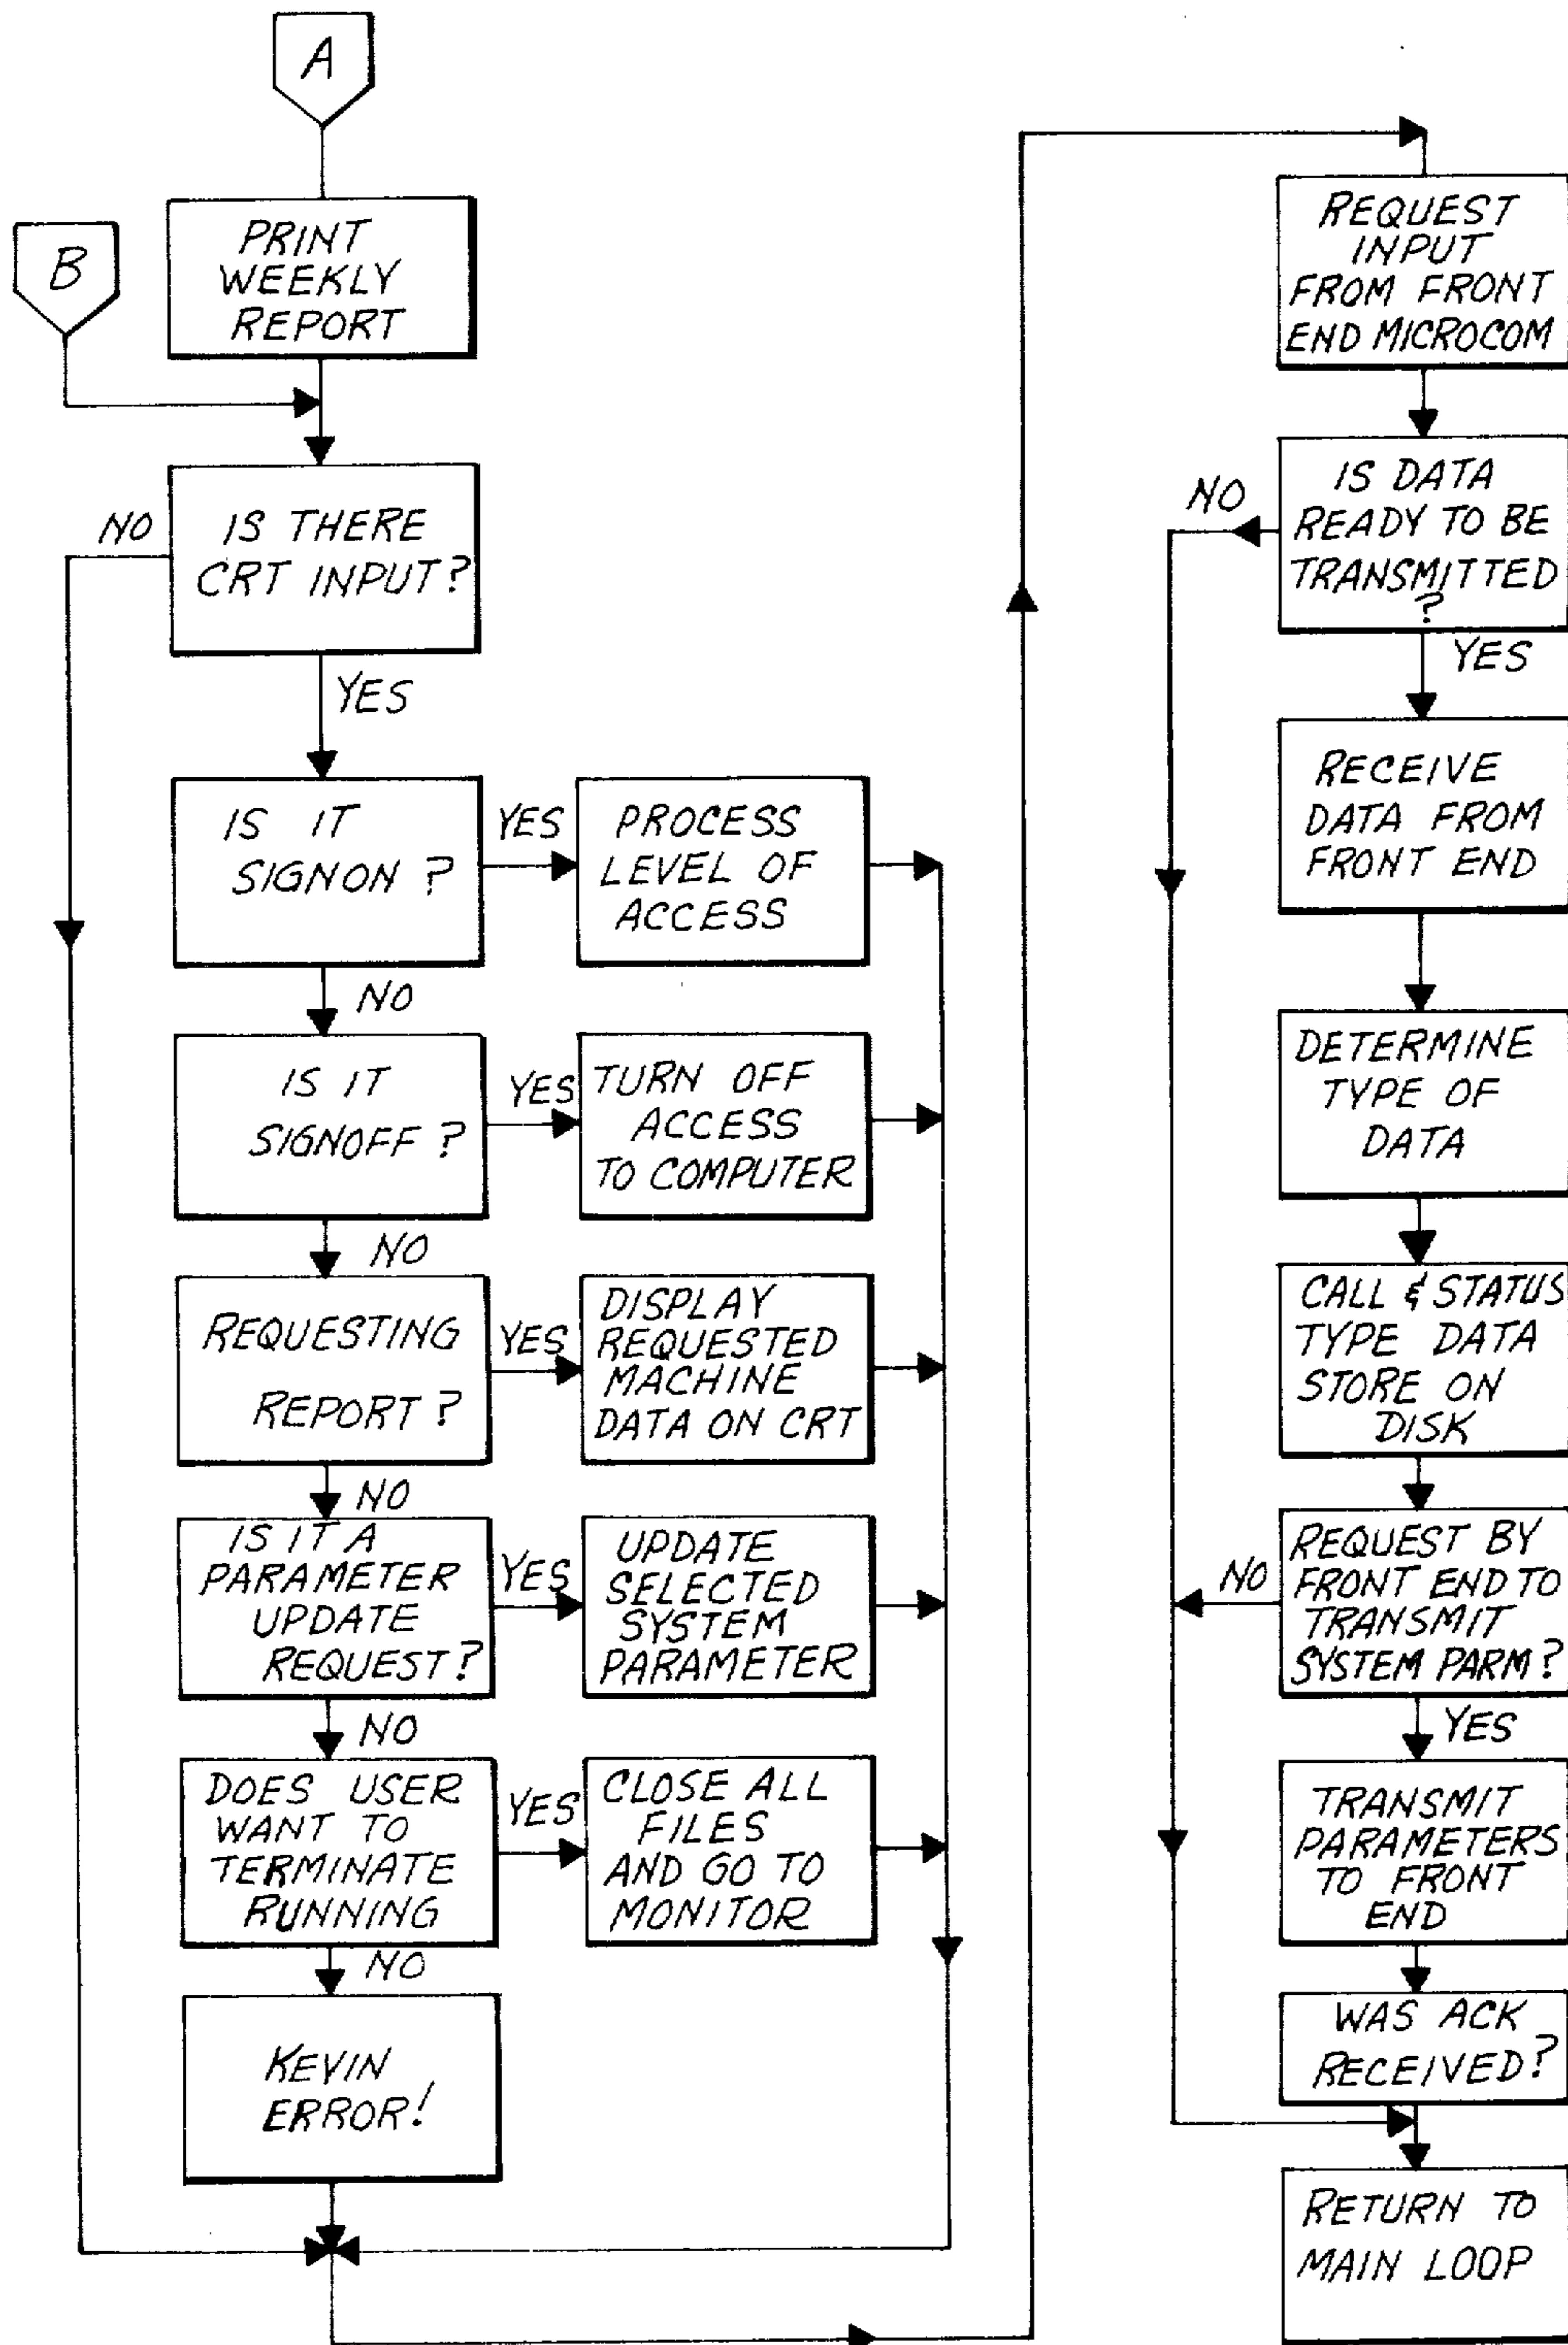 A
PRINT
WEEKLY
REPORT
B
IS THERE
CRT INPUT?
NO
YES
IS IT
SIGNON ?
YES
PROCESS
LEVEL OF
ACCESS
NO
IS IT
SIGNOFF ?
YES
TURN OFF
ACCESS
TO COMPUTER
NO
REQUESTING
REPORT ?
YES
DISPLAY
REQUESTED
MACHINE
DATA ON CRT
NO
IS IT A
PARAMETER
UPDATE
REQUEST?
YES
UPDATE
SELECTED
SYSTEM
PARAMETER
NO
DOES USER
WANT TO
TERMINATE
RUNNING
YES
CLOSE ALL
FILES
AND GO TO
MONITOR
NO
KEVIN
ERROR!
REQUEST
INPUT
FROM FRONT
END MICROCOM
IS DATA
READY TO BE
TRANSMITTED
?
NO
YES
RECEIVE
DATA FROM
FRONT END
DETERMINE
TYPE OF
DATA
CALL & STATUS
TYPE DATA
STORE ON
DISK
REQUEST BY
FRONT END TO
TRANSMIT
SYSTEM PARM?
NO
YES
TRANSMIT
PARAMETERS
TO FRONT
END
WAS ACK
RECEIVED?
RETURN TO
MAIN LOOP